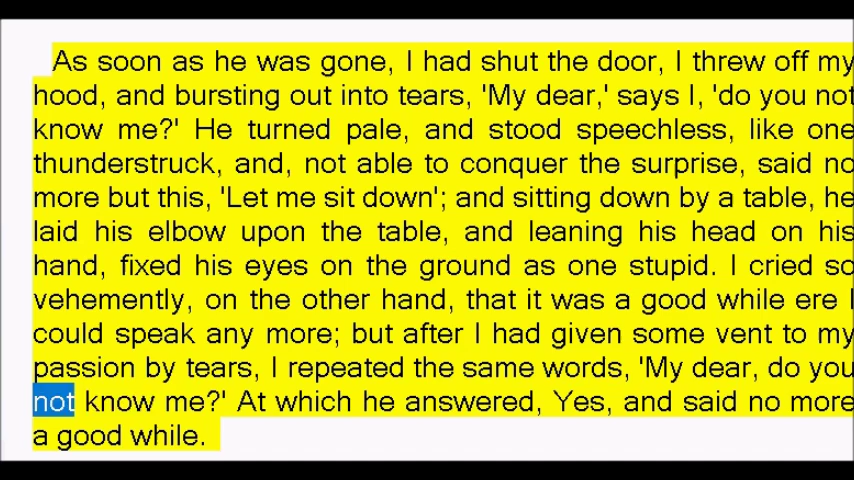 As soon as he was gone, I had shut the door, I threw off my
hood, and bursting out into tears, 'My dear,' says I, 'do you not
know me?' He turned pale, and stood speechless, like one
thunderstruck, and, not able to conquer the surprise, said no
more but this, 'Let me sit down'; and sitting down by a table, he
laid his elbow upon the table, and leaning his head on his
hand, fixed his eyes on the ground as one stupid. I cried so
vehemently, on the other hand, that it was a good while ere I
could speak any more; but after I had given some vent to my
passion by tears, I repeated the same words, 'My dear, do you
not know me?' At which he answered, Yes, and said no more
a good while.